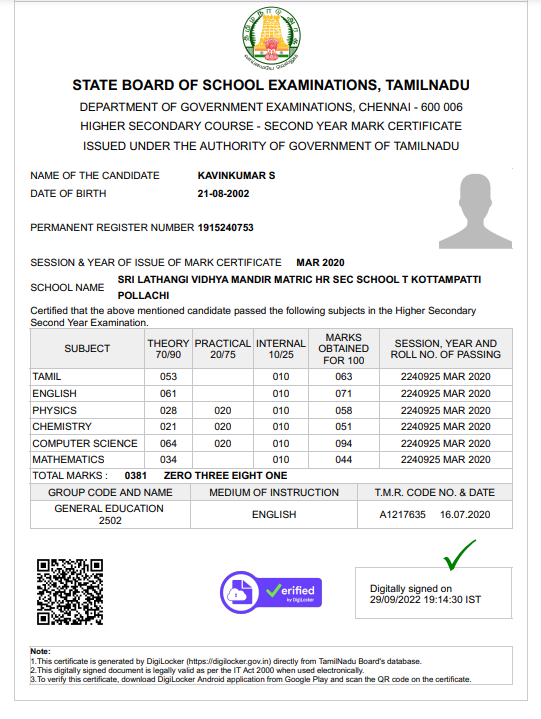 STATE BOARD OF SCHOOL EXAMINATIONS, TAMILNADU
DEPARTMENT OF GOVERNMENT EXAMINATIONS, CHENNAI - 600 006
HIGHER SECONDARY COURSE - SECOND YEAR MARK CERTIFICATE
ISSUED UNDER THE AUTHORITY OF GOVERNMENT OF TAMILNADU
NAME OF THE CANDIDATE KAVINKUMAR S
DATE OF BIRTH 21-08-2002
PERMANENT REGISTER NUMBER 1915240753
SESSION & YEAR OF ISSUE OF MARK CERTIFICATE MAR 2020
SCHOOL NAME SRI LATHANGI VIDHYA MANDIR MATRIC HR SEC SCHOOL T KOTTAMPATTI
POLLACHI
Certified that the above mentioned candidate passed the following subjects in the Higher Secondary
Second Year Examination.
SUBJECT THEORY 70/90 PRACTICAL 20/75 INTERNAL 10/25 MARKS OBTAINED FOR 100 SESSION, YEAR AND ROLL NO. OF PASSING
TAMIL 053 010 063 2240925 MAR 2020
ENGLISH 061 010 071 2240925 MAR 2020
PHYSICS 028 020 010 058 2240925 MAR 2020
CHEMISTRY 021 020 010 051 2240925 MAR 2020
COMPUTER SCIENCE 064 020 010 094 2240925 MAR 2020
MATHEMATICS 034 010 044 2240925 MAR 2020
TOTAL MARKS : 0381 ZERO THREE EIGHT ONE
GROUP CODE AND NAME MEDIUM OF INSTRUCTION T.M.R. CODE NO. & DATE
GENERAL EDUCATION 2502 ENGLISH A1217635 16.07.2020
Verified
by DigiLocker
Digitally signed on
29/09/2022 19:14:30 IST
Note:
1.This certificate is generated by DigiLocker (https://digilocker.gov.in) directly from TamilNadu Board's database.
2.This digitally signed document is legally valid as per the IT Act 2000 when used electronically.
3.To verify this certificate, download DigiLocker Android application from Google Play and scan the QR code on the certificate.